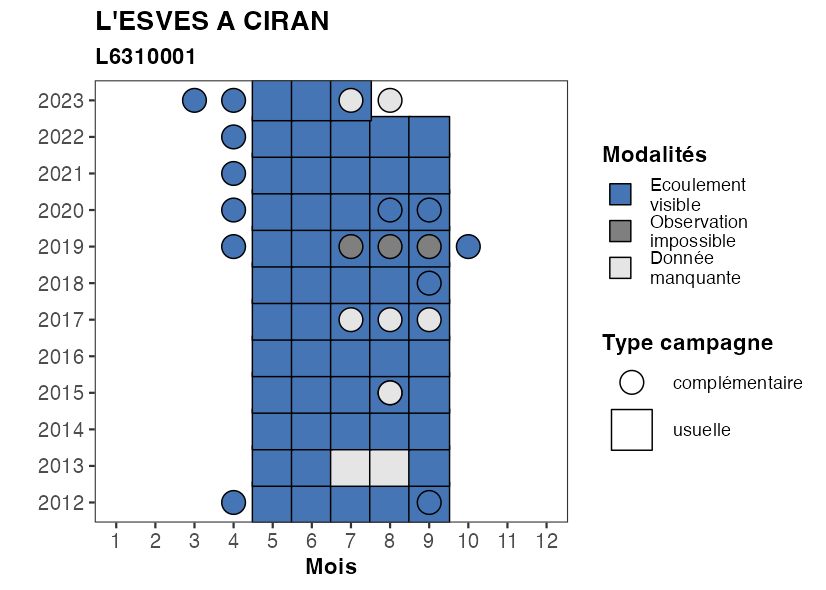 L'ESVES A CIRAN
L6310001
2023
2022
2021
2020
2019
2018
2017
2016
2015
2014
2013
2012
1 2 3 4 5 6 7 8 9 10 11 12
Mois
Modalités
Ecoulement
visible
Observation
impossible
Donnée
manquante
Type campagne
complémentaire
usuelle